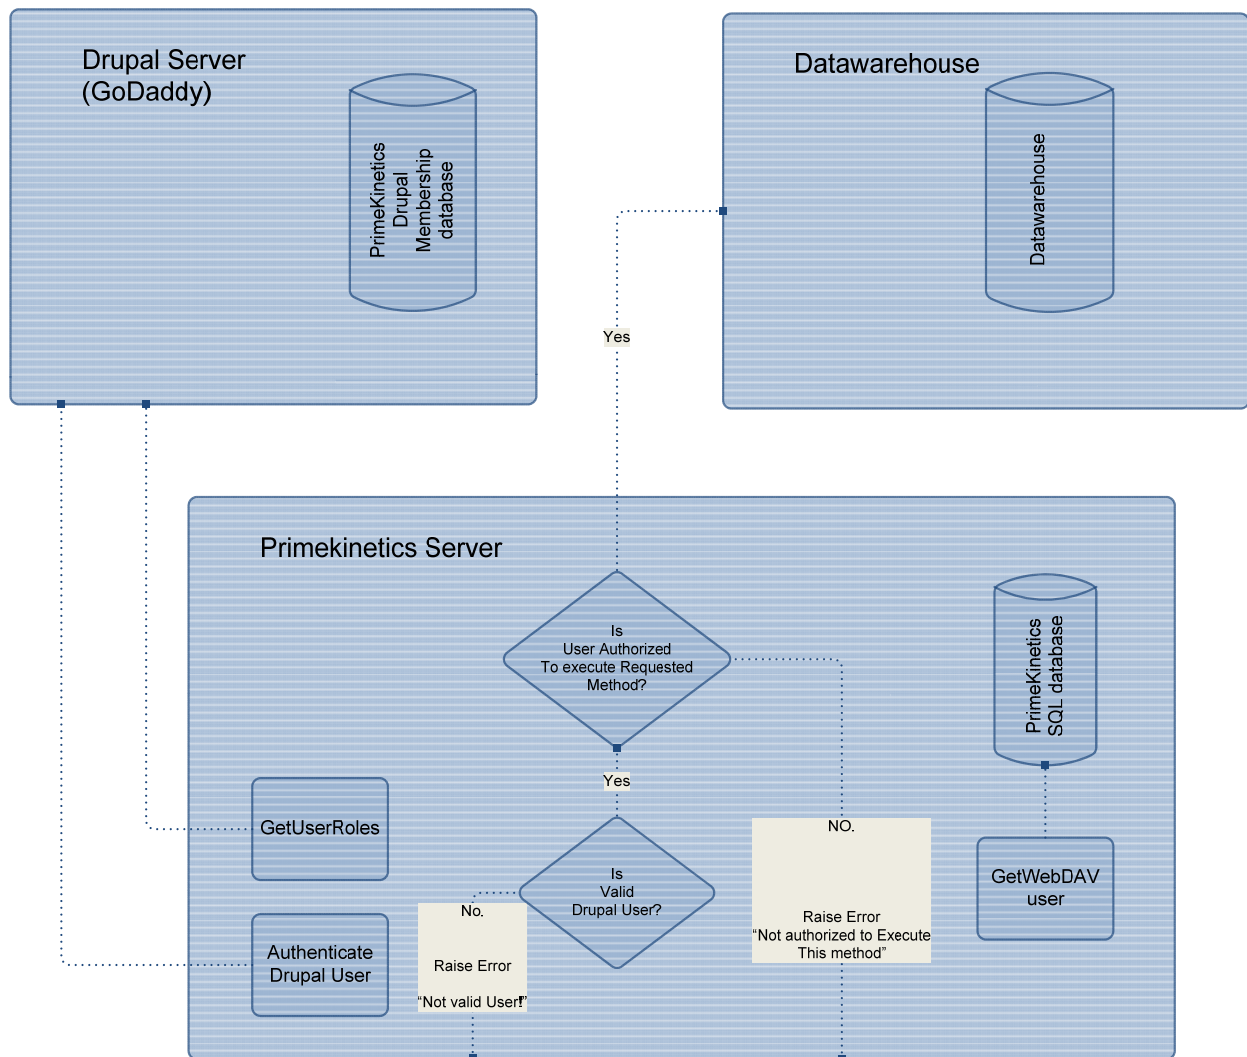 Drupal Server
(GoDaddy)
PrimeKinetics
Drupal
Membership
database
Datawarehouse
Datawarehouse
Yes
Primekinetics Server
Is
User Authorized
To execute Requested
Method?
PrimeKinetics
SQL database
Yes
GetUserRoles
Is
Valid
Drupal User?
NO.
Raise Error
“Not authorized to Execute
This method”
GetWebDAV
user
No.
Raise Error
“Not valid User!”
Authenticate
Drupal User